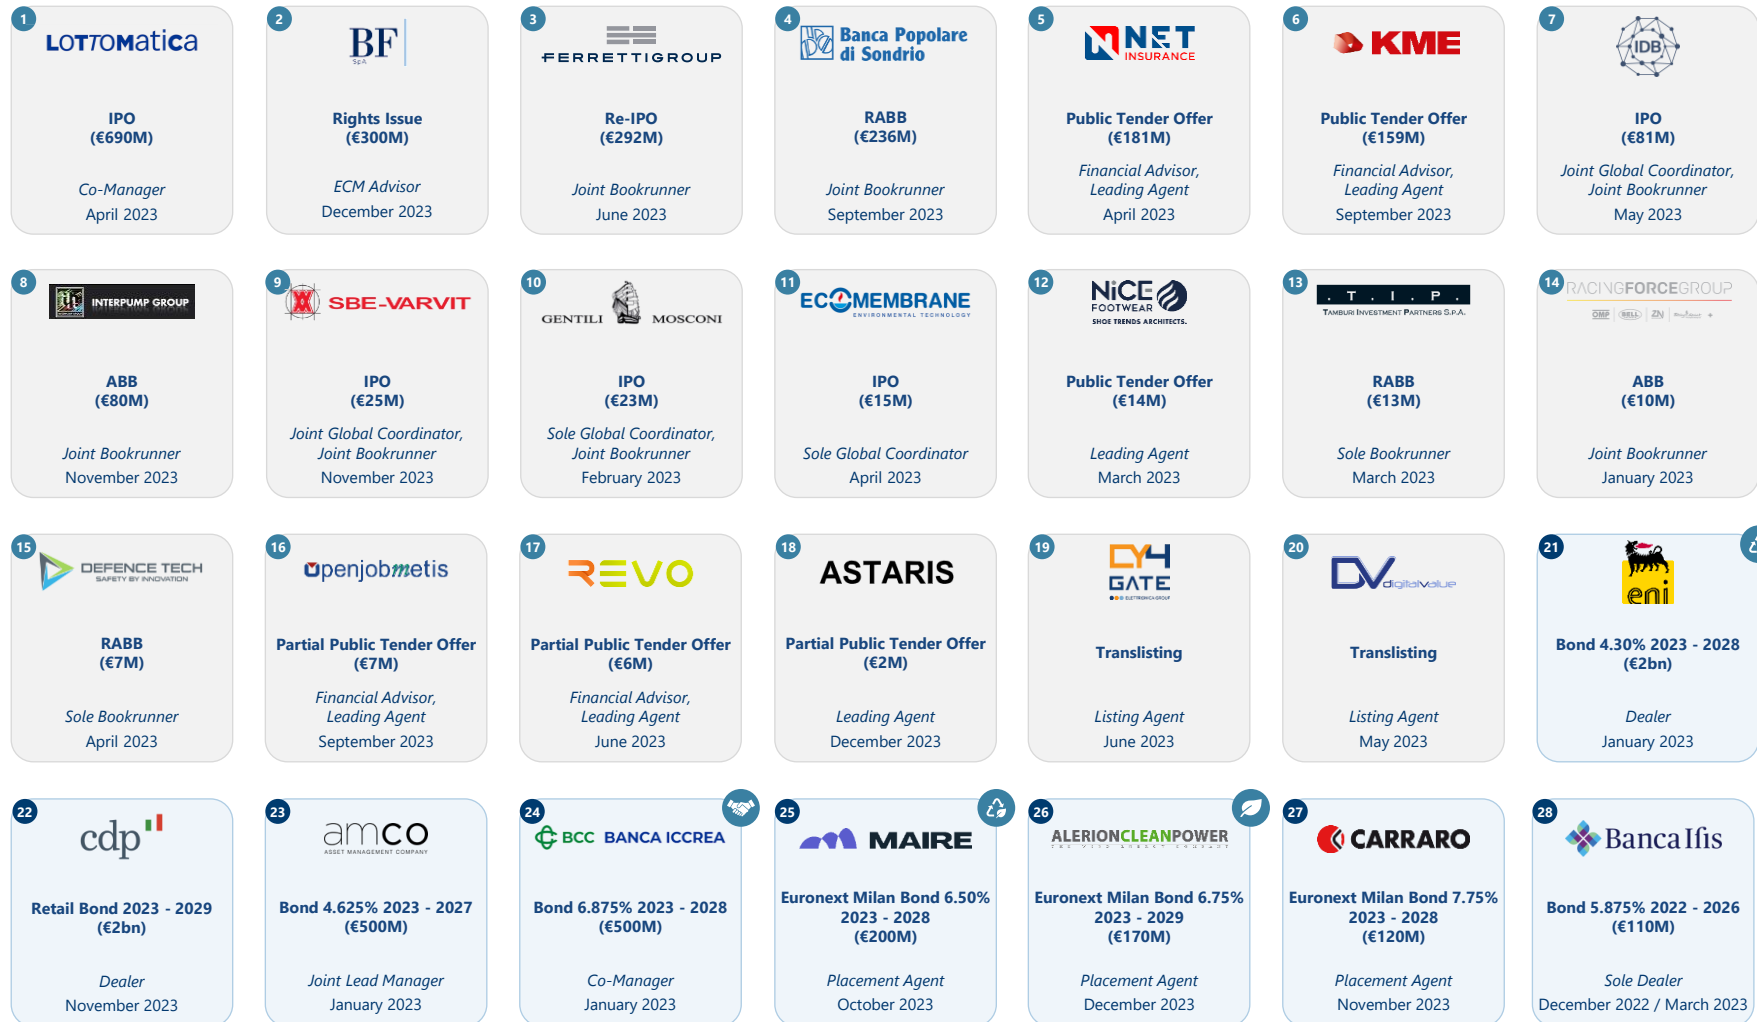 1
LOTTOMatica
IPO
(€690M)
Co-Manager
April 2023
2
BF
SpA
Rights Issue
(€300M)
ECM Advisor
December 2023
3
FERRETTIGROUP
Re-IPO
(€292M)
Joint Bookrunner
June 2023
4
Banca Popolare
di Sondrio
RABB
(€236M)
Joint Bookrunner
September 2023
5
NET
INSURANCE
Public Tender Offer
(€181M)
Financial Advisor,
Leading Agent
April 2023
6
KME
Public Tender Offer
(€159M)
Financial Advisor,
Leading Agent
September 2023
7
IDB
IPO
(€81M)
Joint Global Coordinator,
Joint Bookrunner
May 2023
8
INTERPUMP GROUP
ABB
(€80M)
Joint Bookrunner
November 2023
9
SBE-VARVIT
IPO
(€25M)
Joint Global Coordinator,
Joint Bookrunner
November 2023
10
GENTILI MOSCONI
IPO
(€23M)
Sole Global Coordinator,
Joint Bookrunner
February 2023
11
ECOMEMBRANE
ENVIRONMENTAL TECHNOLOGY
IPO
(€15M)
Sole Global Coordinator
April 2023
12
NiCE
FOOTWEAR
SHOE TRENDS ARCHITECTS.
Public Tender Offer
(€14M)
Leading Agent
March 2023
13
. T . I . P .
TAMBURI INVESTMENT PARTNERS S.P.A.
RABB
(€13M)
Sole Bookrunner
March 2023
14
RACINGFORCEGROUP
OMP BELL ZN
ABB
(€10M)
Joint Bookrunner
January 2023
15
DEFENCE TECH
SAFETY BY INNOVATION
RABB
(€7M)
Sole Bookrunner
April 2023
16
openjobmetis
Partial Public Tender Offer
(€7M)
Financial Advisor,
Leading Agent
September 2023
17
REVO
Partial Public Tender Offer
(€6M)
Financial Advisor,
Leading Agent
June 2023
18
ASTARIS
Partial Public Tender Offer
(€2M)
Leading Agent
December 2023
19
CY4
GATE
ELETTRONICA GROUP
Translisting
Listing Agent
June 2023
20
DV digitalvalue
Translisting
Listing Agent
May 2023
21
eni
Bond 4.30% 2023 - 2028
(€2bn)
Dealer
January 2023
22
cdp
Retail Bond 2023 - 2029
(€2bn)
Dealer
November 2023
23
amco
ASSET MANAGEMENT COMPANY
Bond 4.625% 2023 - 2027
(€500M)
Joint Lead Manager
January 2023
24
BCC BANCA ICCREA
Bond 6.875% 2023 - 2028
(€500M)
Co-Manager
January 2023
25
MAIRE
Euronext Milan Bond 6.50%
2023 - 2028
(€200M)
Placement Agent
October 2023
26
ALERIONCLEANPOWER
Euronext Milan Bond 6.75%
2023 - 2029
(€170M)
Placement Agent
December 2023
27
CARRARO
Euronext Milan Bond 7.75%
2023 - 2028
(€120M)
Placement Agent
November 2023
28
Banca Ifis
Bond 5.875% 2022 - 2026
(€110M)
Sole Dealer
December 2022 / March 2023